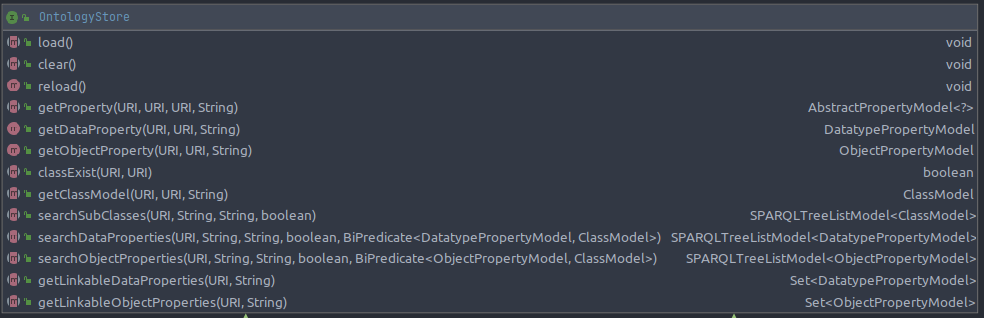 OntologyStore
load() void
clear() void
reload() void
getProperty(URI, URI, URI, String) AbstractPropertyModel<?>
getDataProperty(URI, URI, String) DatatypePropertyModel
getObjectProperty(URI, URI, String) ObjectPropertyModel
classExist(URI, URI) boolean
getClassModel(URI, URI, String) ClassModel
searchSubClasses(URI, String, String, boolean) SPARQLTreeListModel<ClassModel>
searchDataProperties(URI, String, String, boolean, BiPredicate<DatatypePropertyModel, ClassModel>) SPARQLTreeListModel<DatatypePropertyModel>
searchObjectProperties(URI, String, String, boolean, BiPredicate<ObjectPropertyModel, ClassModel>) SPARQLTreeListModel<ObjectPropertyModel>
getLinkableDataProperties(URI, String) Set<DatatypePropertyModel>
getLinkableObjectProperties(URI, String) Set<ObjectPropertyModel>